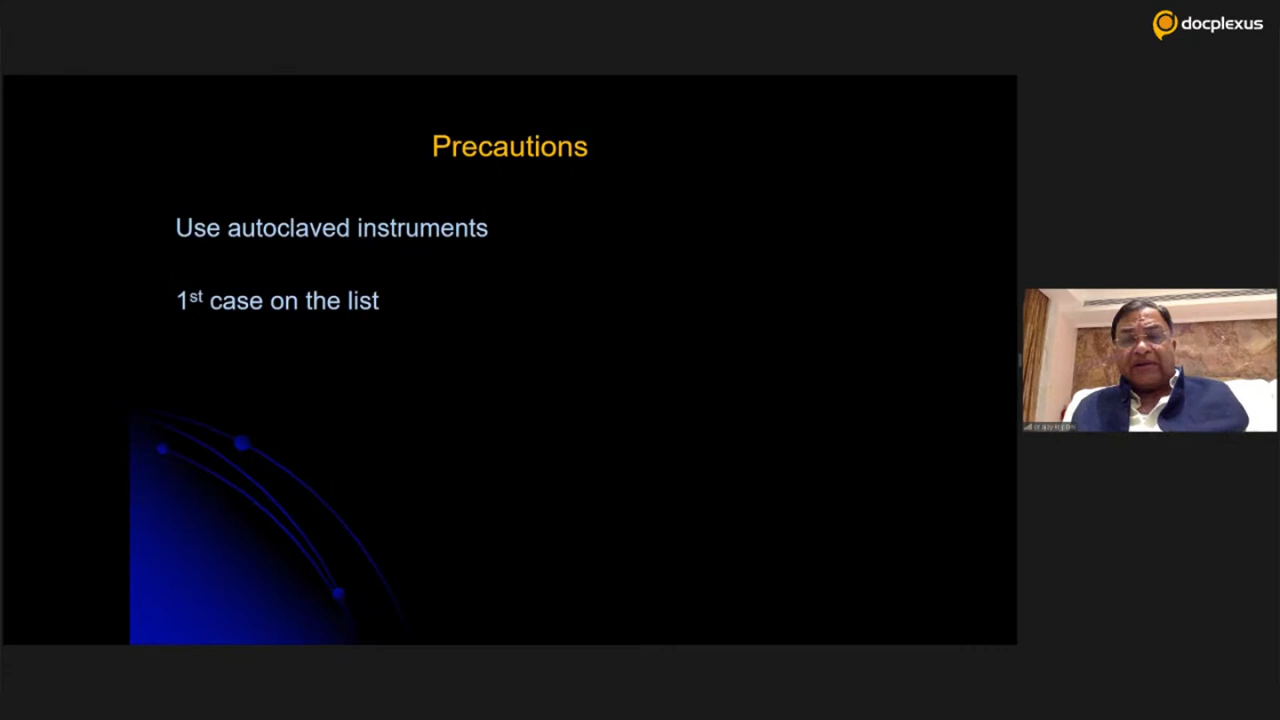 docplexus
Precautions
Use autoclaved instruments
1st case on the list